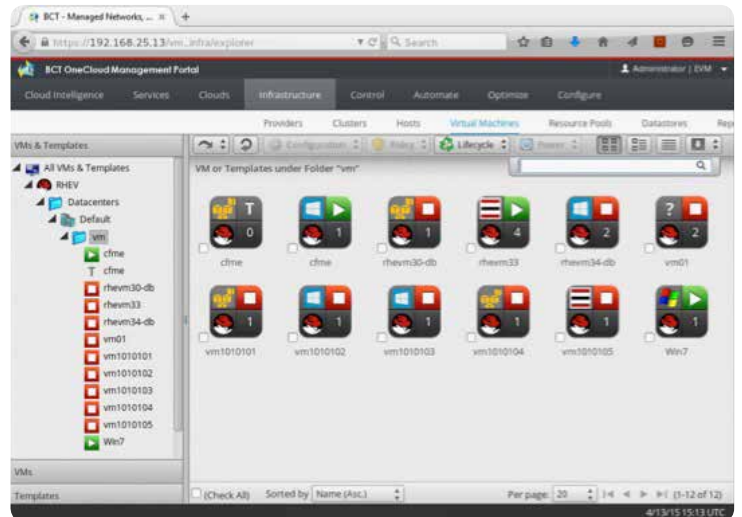 BCT - Managed Networks, ... × +
https://192.168.25.13/vm_infra/explorer Search
BCT OneCloud Management Portal Administrator | EVM
Cloud Intelligence Services Clouds Infrastructure Control Automate Optimize Configure
Providers Clusters Hosts Virtual Machines Resource Pools Datastores
VMs & Templates Configuration Policy Lifecycle Power
All VMs & Templates
RHEV
Datacenters
Default
vm
cfme
T cfme
rhevm30-db
rhevm33
rhevm34-db
vm01
vm1010101
vm1010102
vm1010103
vm1010104
vm1010105
Win7
VMs
Templates
VM or Templates under Folder "vm"
T 0 1 1 4 2 ? 2
cfme cfme rhevm30-db rhevm33 rhevm34-db vm01
1 1 1 1 1 1
vm1010101 vm1010102 vm1010103 vm1010104 vm1010105 Win7
(Check All) Sorted by Name (Asc.) Per page: 20 (1-12 of 12)
4/13/15 15:13 UTC